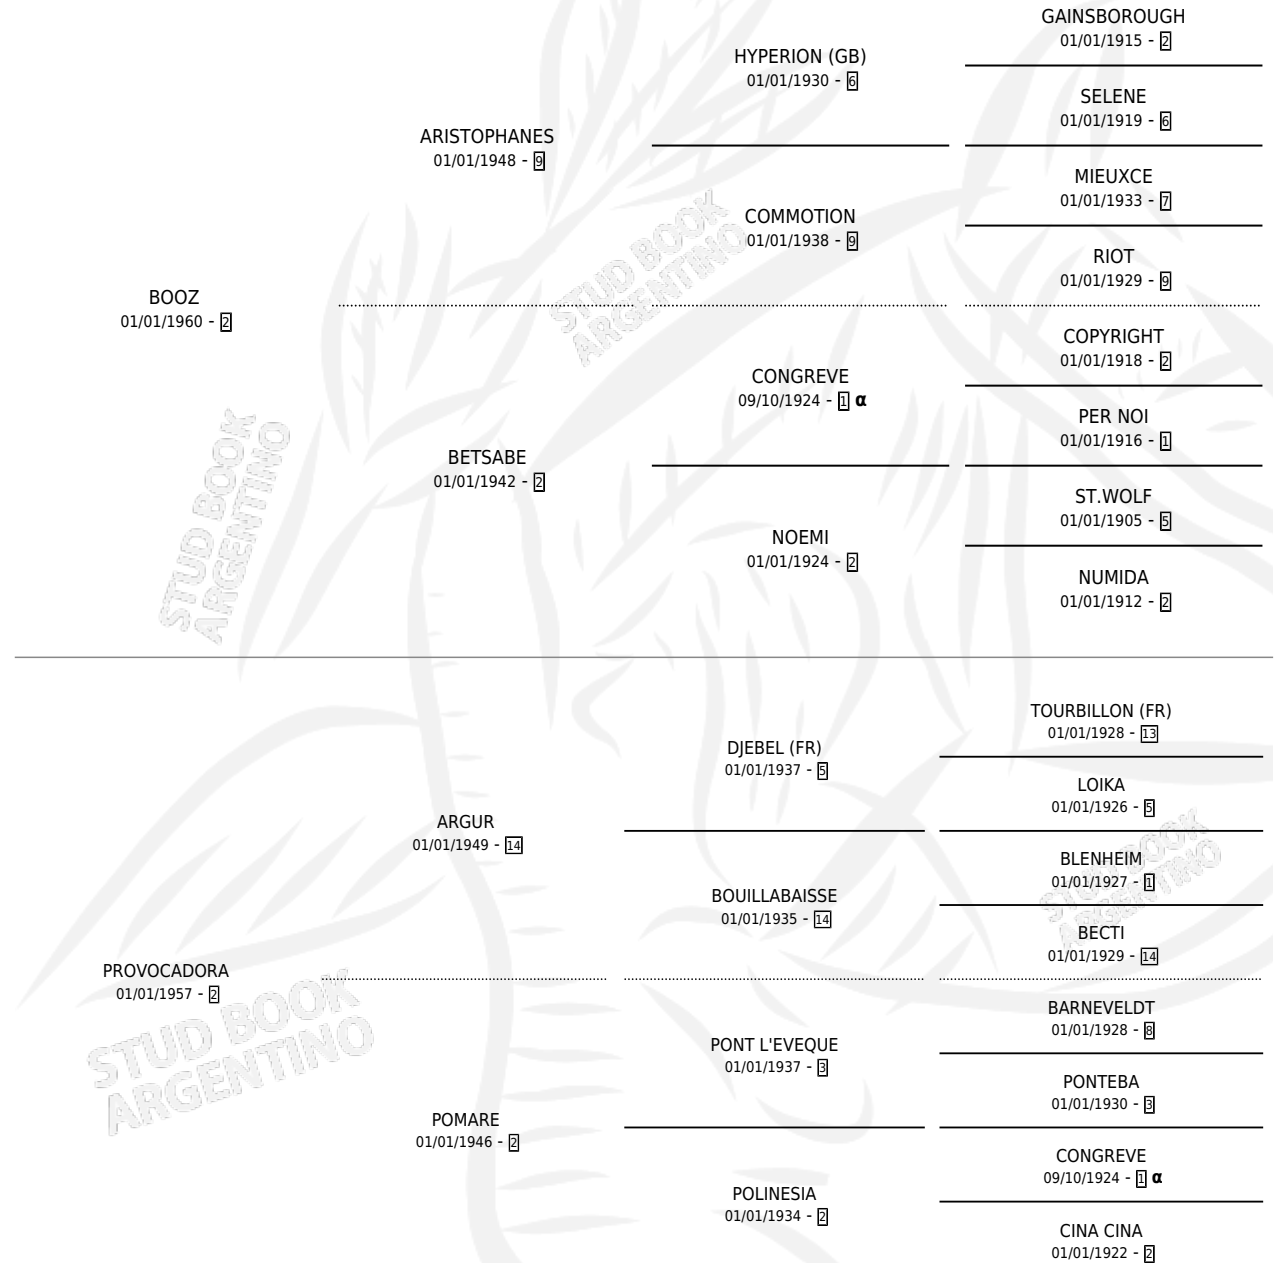 GAINSBOROUGH
01/01/1915 - 2
HYPERION (GB)
01/01/1930 - 6
SELENE
01/01/1919 - 6
ARISTOPHANES
01/01/1948 - 9
MIEUXCE
01/01/1933 - 7
COMMOTION
01/01/1938 - 9
RIOT
01/01/1929 - 9
BOOZ
01/01/1960 - 2
COPYRIGHT
01/01/1918 - 2
CONGREVE
09/10/1924 - 1 α
PER NOI
01/01/1916 - 1
BETSABE
01/01/1942 - 2
ST.WOLF
01/01/1905 - 5
NOEMI
01/01/1924 - 2
NUMIDA
01/01/1912 - 2
TOURBILLON (FR)
01/01/1928 - 13
DJEBEL (FR)
01/01/1937 - 5
LOIKA
01/01/1926 - 5
ARGUR
01/01/1949 - 14
BLENHEIM
01/01/1927 - 1
BOUILLABAISSE
01/01/1935 - 14
BECTI
01/01/1929 - 14
PROVOCADORA
01/01/1957 - 2
BARNEVELDT
01/01/1928 - 8
PONT L'EVEQUE
01/01/1937 - 3
PONTEBA
01/01/1930 - 3
POMARE
01/01/1946 - 2
CONGREVE
09/10/1924 - 1 α
POLINESIA
01/01/1934 - 2
CINA CINA
01/01/1922 - 2
STUD BOOK
ARGENTINO
STUD BOOK
ARGENTINO
STUD BOOK
ARGENTINO
STUD BOOK
ARGENTINO